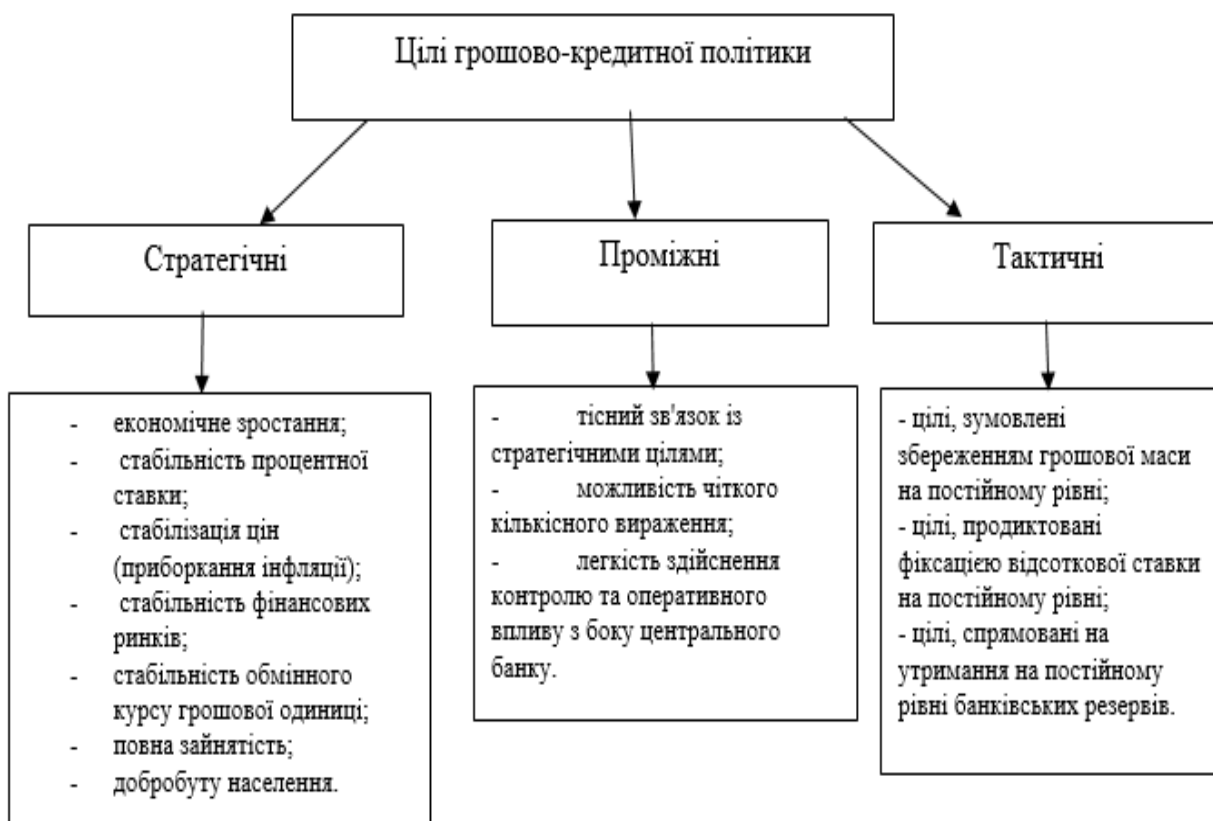 Цілі грошово-кредитної політики
Стратегічні
Проміжні
Тактичні
- економічне зростання;
- стабільність процентної
ставки;
- стабілізація цін
(приборкання інфляції);
- стабільність фінансових
ринків;
- стабільність обмінного
курсу грошової одиниці;
- повна зайнятість;
- добробуту населення.
- тісний зв'язок із
стратегічними цілями;
- можливість чіткого
кількісного вираження;
- легкість здійснення
контролю та оперативного
впливу з боку центрального
банку.
- цілі, зумовлені
збереженням грошової маси
на постійному рівні;
- цілі, продиктовані
фіксацією відсоткової ставки
на постійному рівні;
- цілі, спрямовані на
утримання на постійному
рівні банківських резервів.